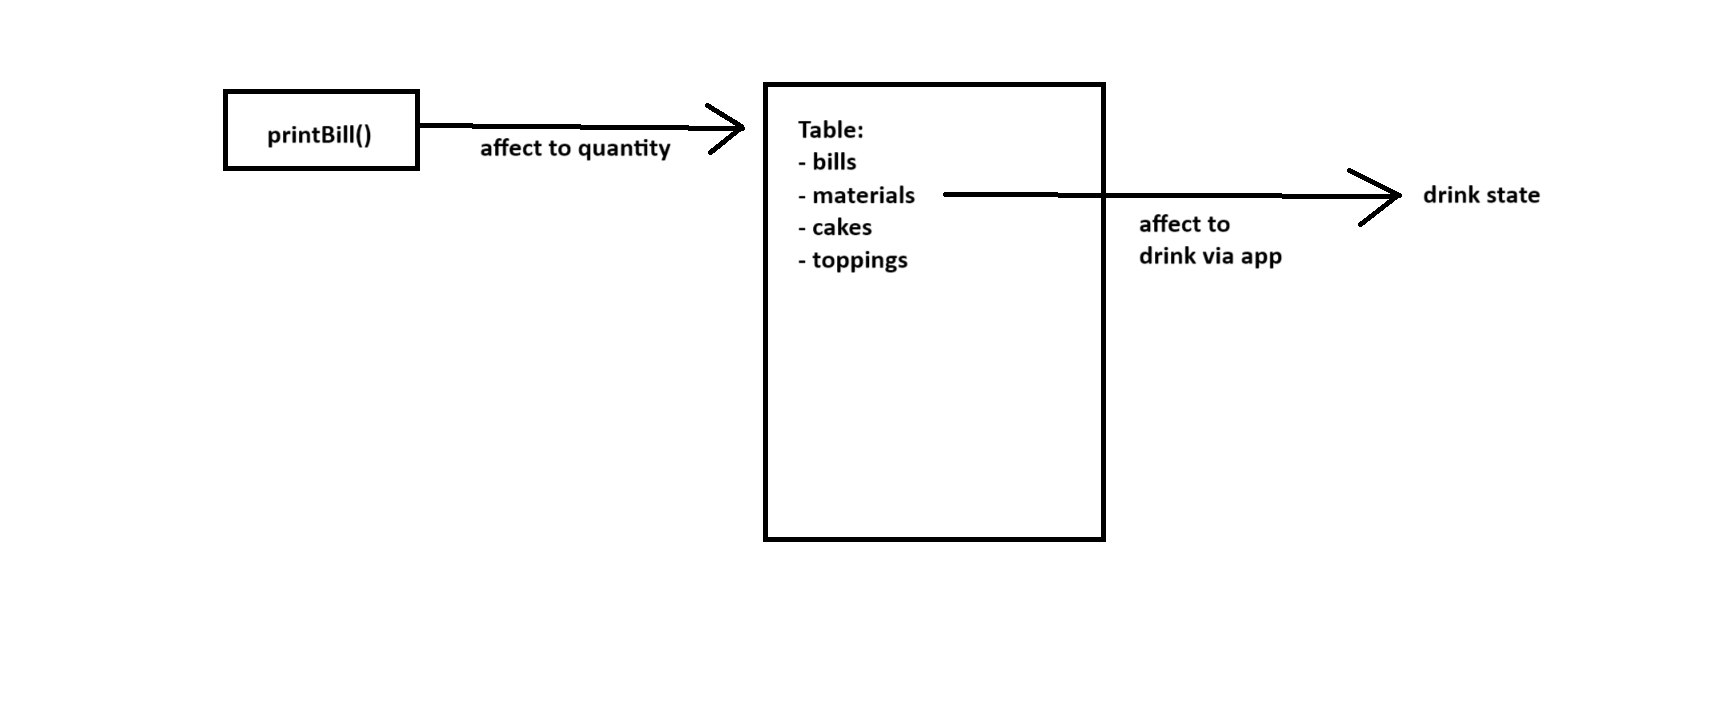 printBill()
affect to quantity
Table:
- bills
- materials
- cakes
- toppings
affect to
drink via app
drink state